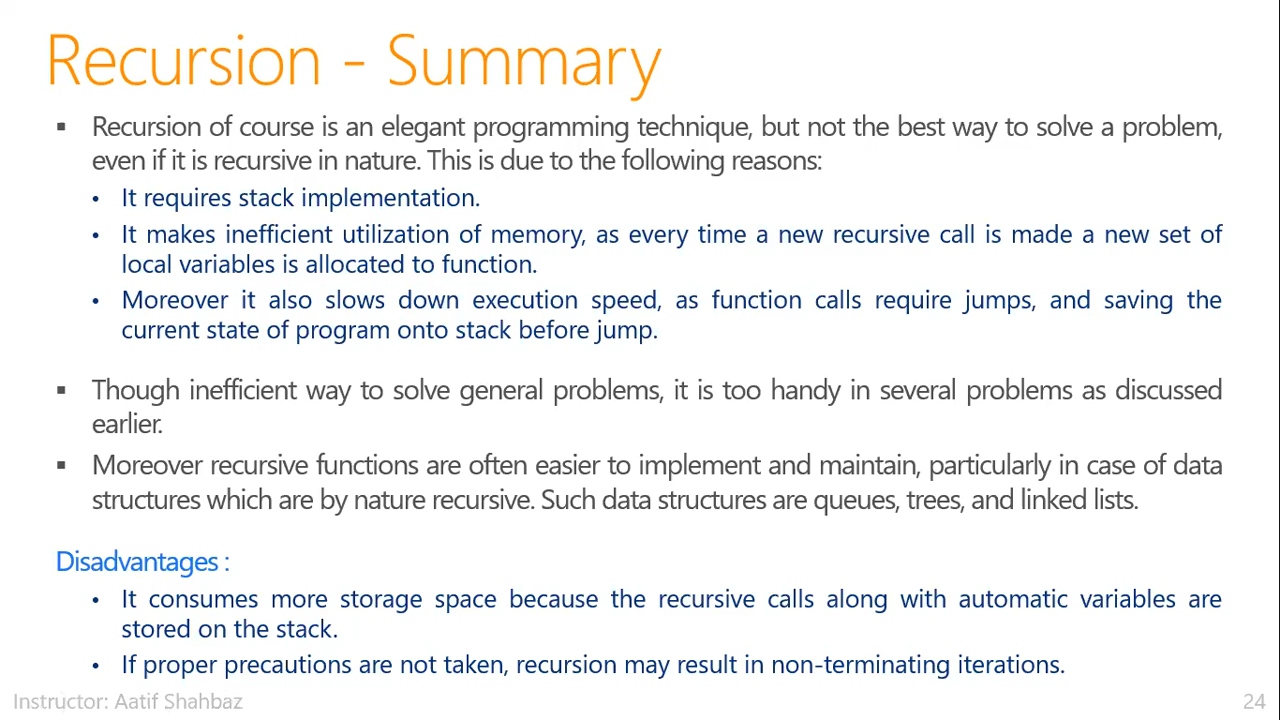 Recursion - Summary
▪ Recursion of course is an elegant programming technique, but not the best way to solve a problem,
even if it is recursive in nature. This is due to the following reasons:
• It requires stack implementation.
• It makes inefficient utilization of memory, as every time a new recursive call is made a new set of
local variables is allocated to function.
• Moreover it also slows down execution speed, as function calls require jumps, and saving the
current state of program onto stack before jump.
▪ Though inefficient way to solve general problems, it is too handy in several problems as discussed
earlier.
▪ Moreover recursive functions are often easier to implement and maintain, particularly in case of data
structures which are by nature recursive. Such data structures are queues, trees, and linked lists.
Disadvantages :
• It consumes more storage space because the recursive calls along with automatic variables are
stored on the stack.
• If proper precautions are not taken, recursion may result in non-terminating iterations.
Instructor: Aatif Shahbaz
24